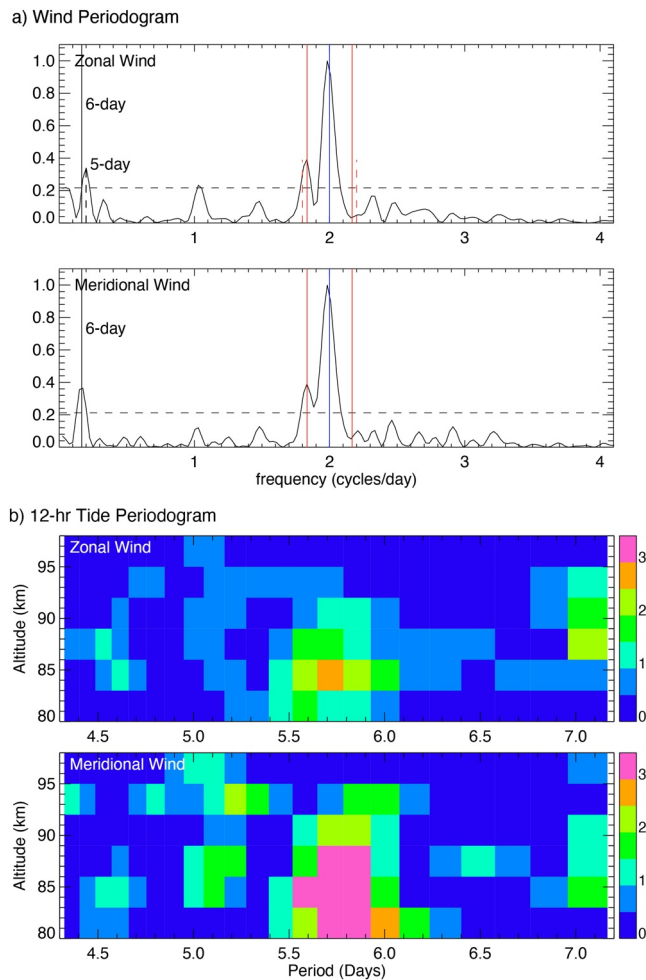 a) Wind Periodogram
Zonal Wind
1.0
0.8
0.6
0.4
0.2
0.0
6-day
5-day
1 2 3 4
Meridional Wind
1.0
0.8
0.6
0.4
0.2
0.0
6-day
1 2 3 4
frequency (cycles/day)
b) 12-hr Tide Periodogram
Zonal Wind
Altitude (km)
95
90
85
80
4.5 5.0 5.5 6.0 6.5 7.0
3
2
1
0
Meridional Wind
Altitude (km)
95
90
85
80
4.5 5.0 5.5 6.0 6.5 7.0
Period (Days)
3
2
1
0